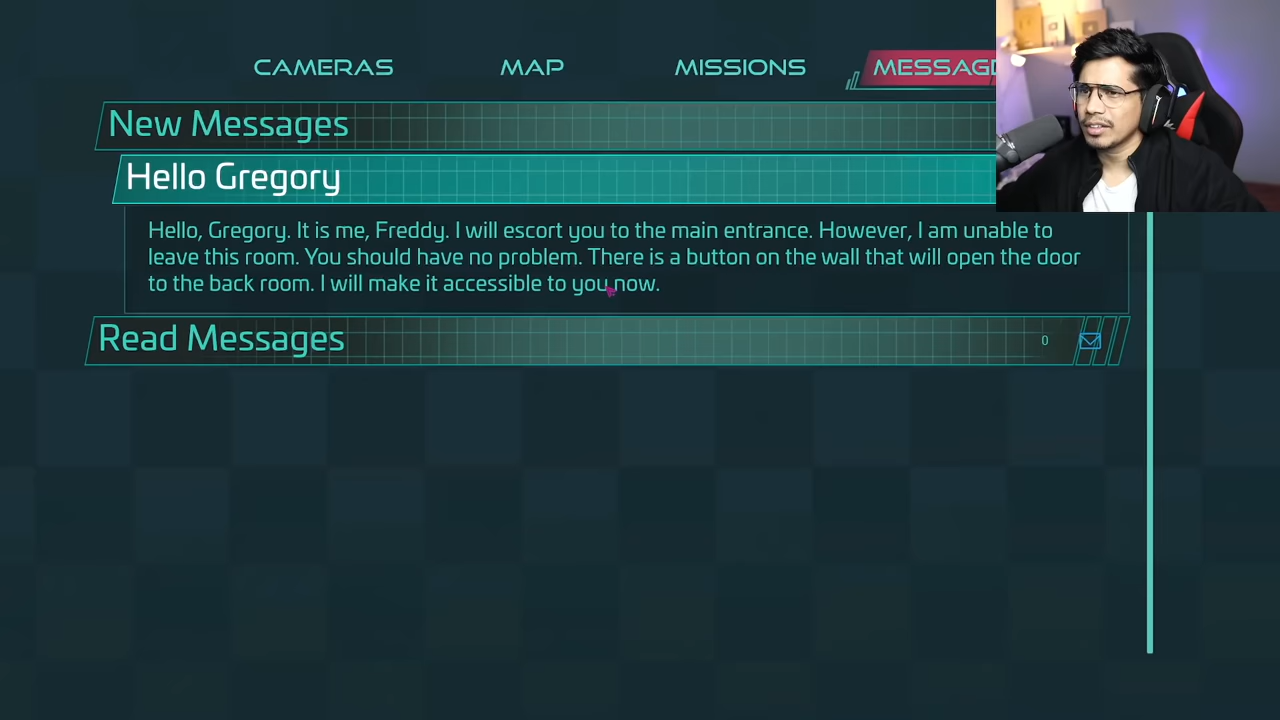 CAMERAS MAP MISSIONS MESSAG
New Messages
Hello Gregory
Hello, Gregory. It is me, Freddy. I will escort you to the main entrance. However, I am unable to
leave this room. You should have no problem. There is a button on the wall that will open the door
to the back room. I will make it accessible to you now.
Read Messages 0